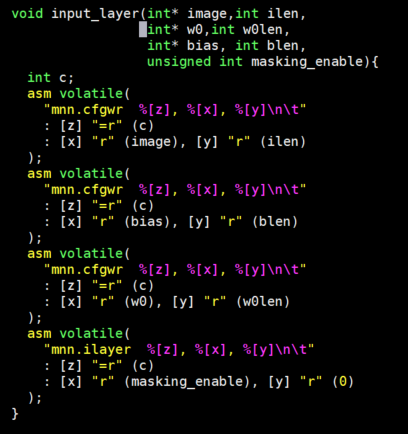 void input_layer(int* image,int ilen,
                 int* w0,int w0len,
                 int* bias, int blen,
                 unsigned int masking_enable){
  int c;
  asm volatile(
    "mnn.cfgwr  %[z], %[x], %[y]\n\t"
    : [z] "=r" (c)
    : [x] "r" (image), [y] "r" (ilen)
  );
  asm volatile(
    "mnn.cfgwr  %[z], %[x], %[y]\n\t"
    : [z] "=r" (c)
    : [x] "r" (bias), [y] "r" (blen)
  );
  asm volatile(
    "mnn.cfgwr  %[z], %[x], %[y]\n\t"
    : [z] "=r" (c)
    : [x] "r" (w0), [y] "r" (w0len)
  );
  asm volatile(
    "mnn.ilayer  %[z], %[x], %[y]\n\t"
    : [z] "=r" (c)
    : [x] "r" (masking_enable), [y] "r" (0)
  );
}